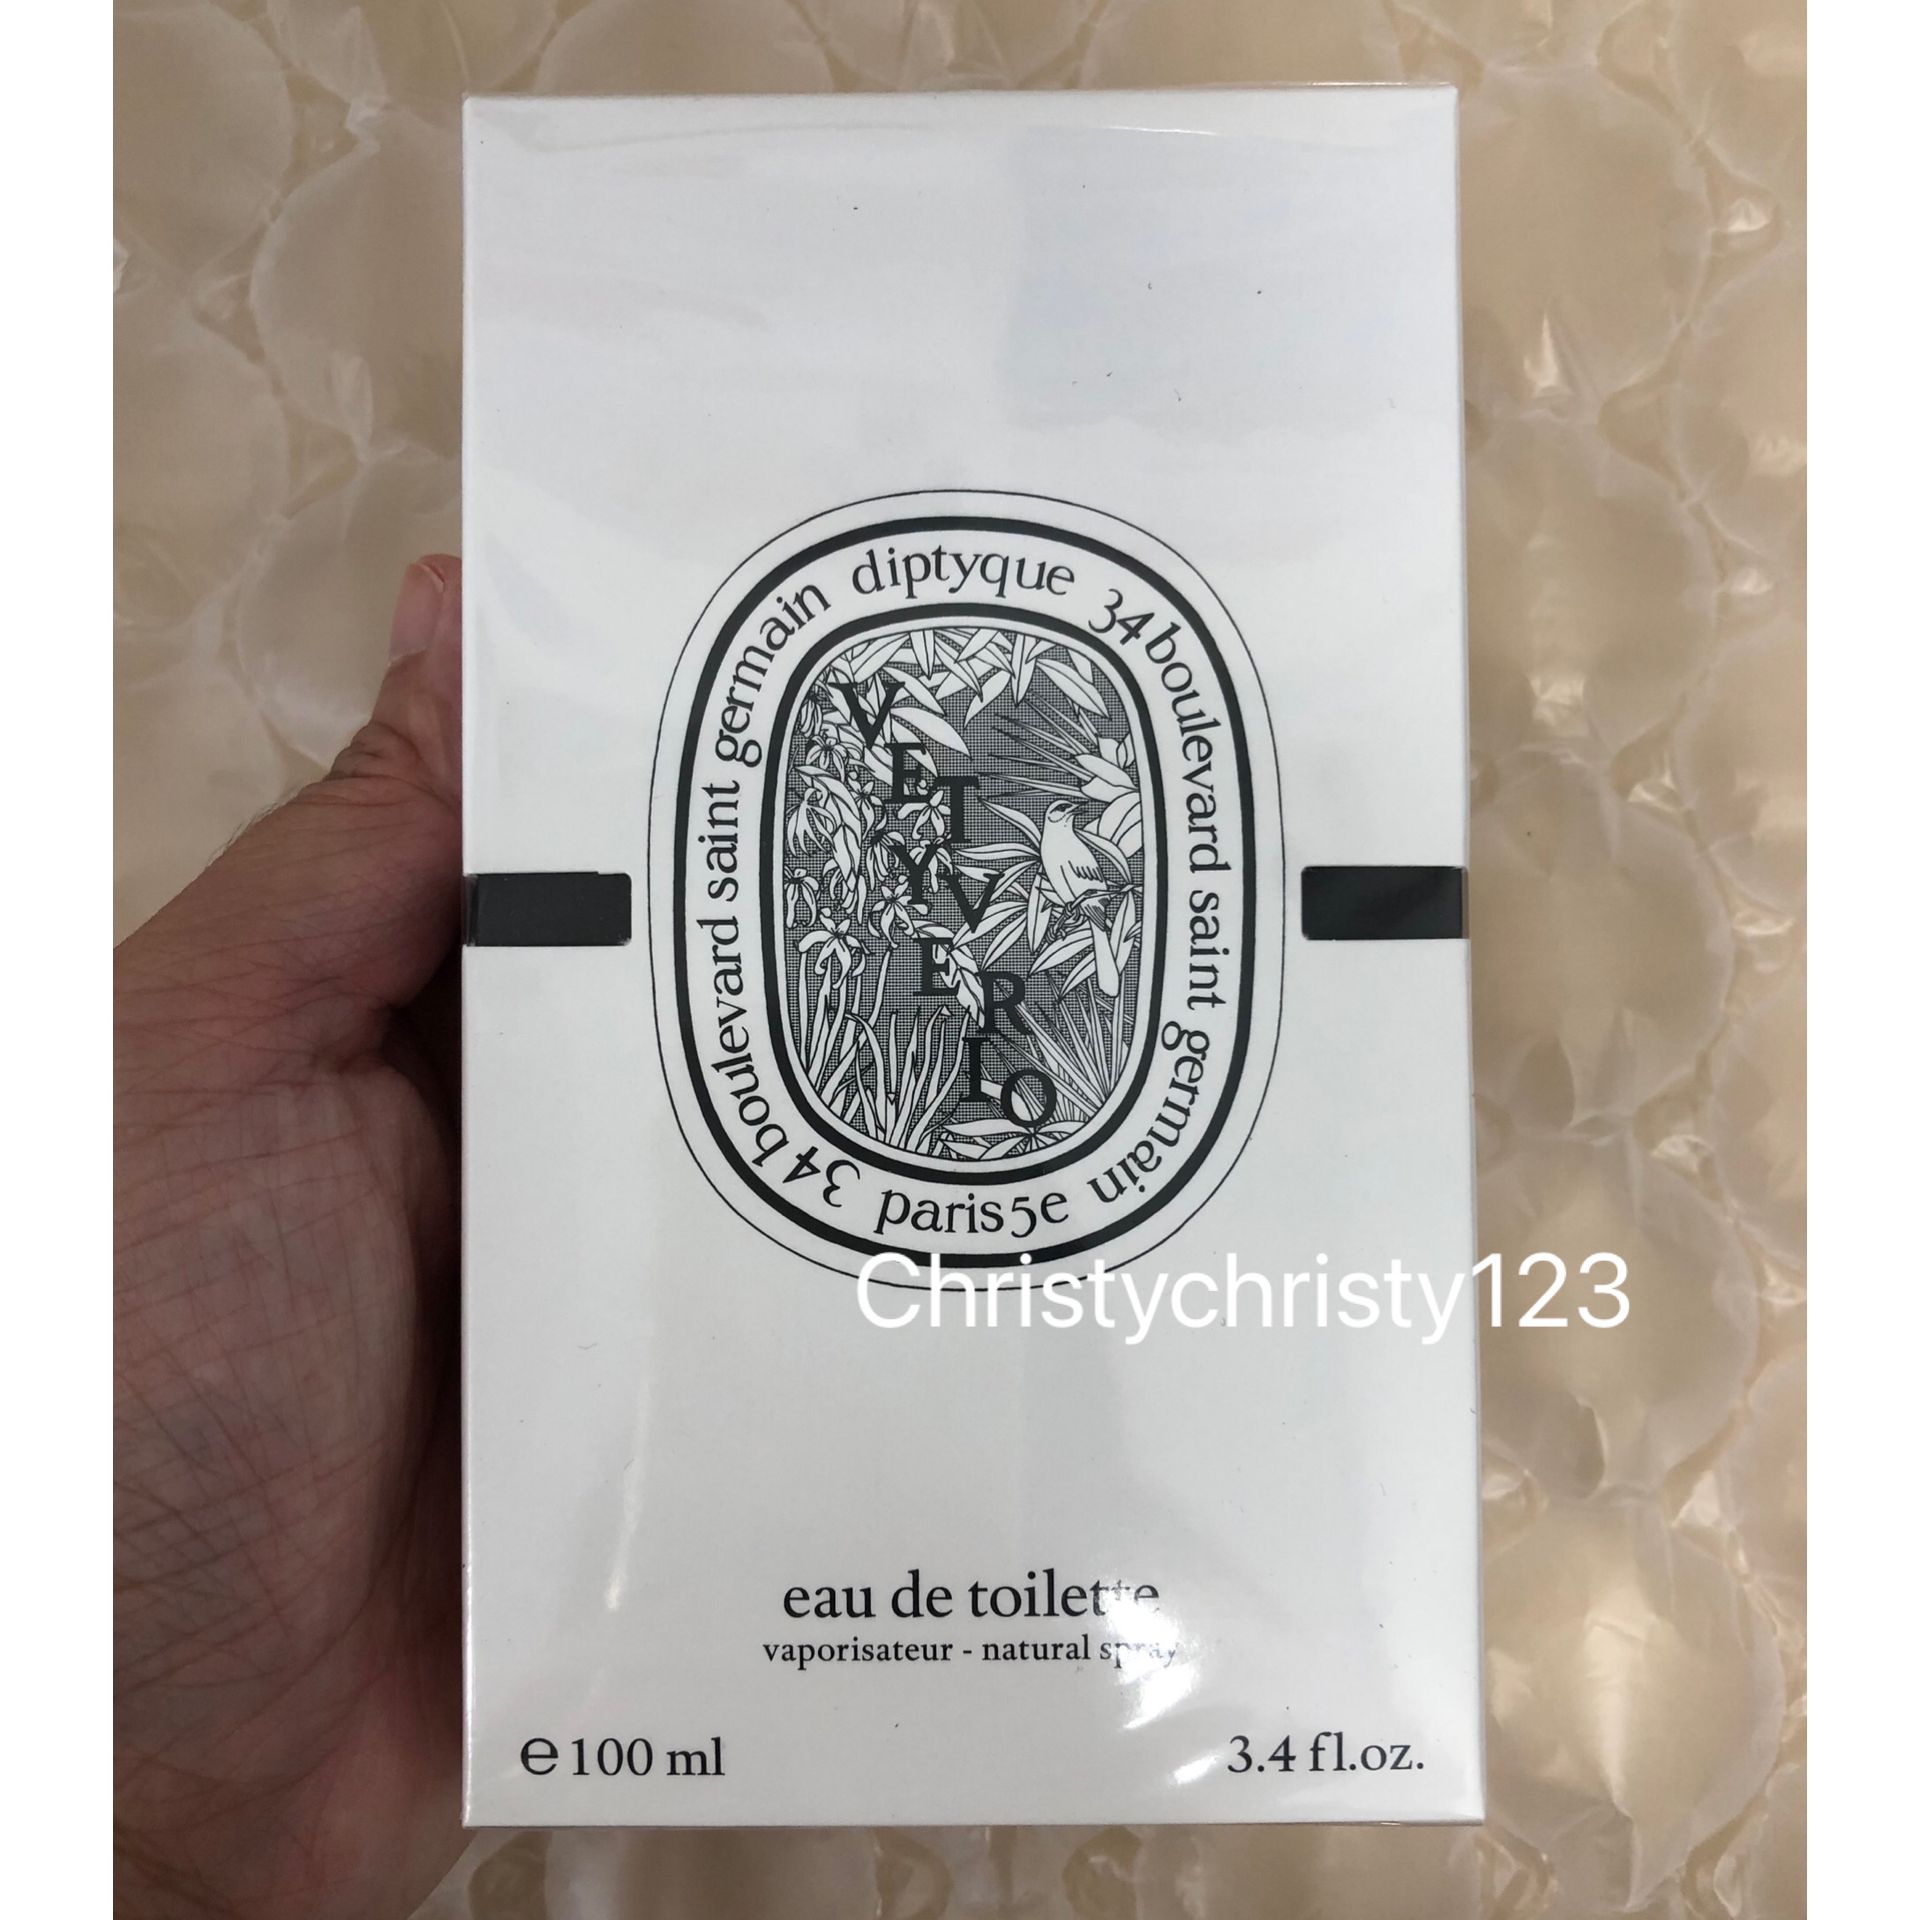 diptyque 34 boulevard saint germain paris 5e 34 boulevard saint germain
VETYVERIO
Christychristy123
eau de toilette
vaporisateur - natural spray
e 100 ml
3.4 fl.oz.